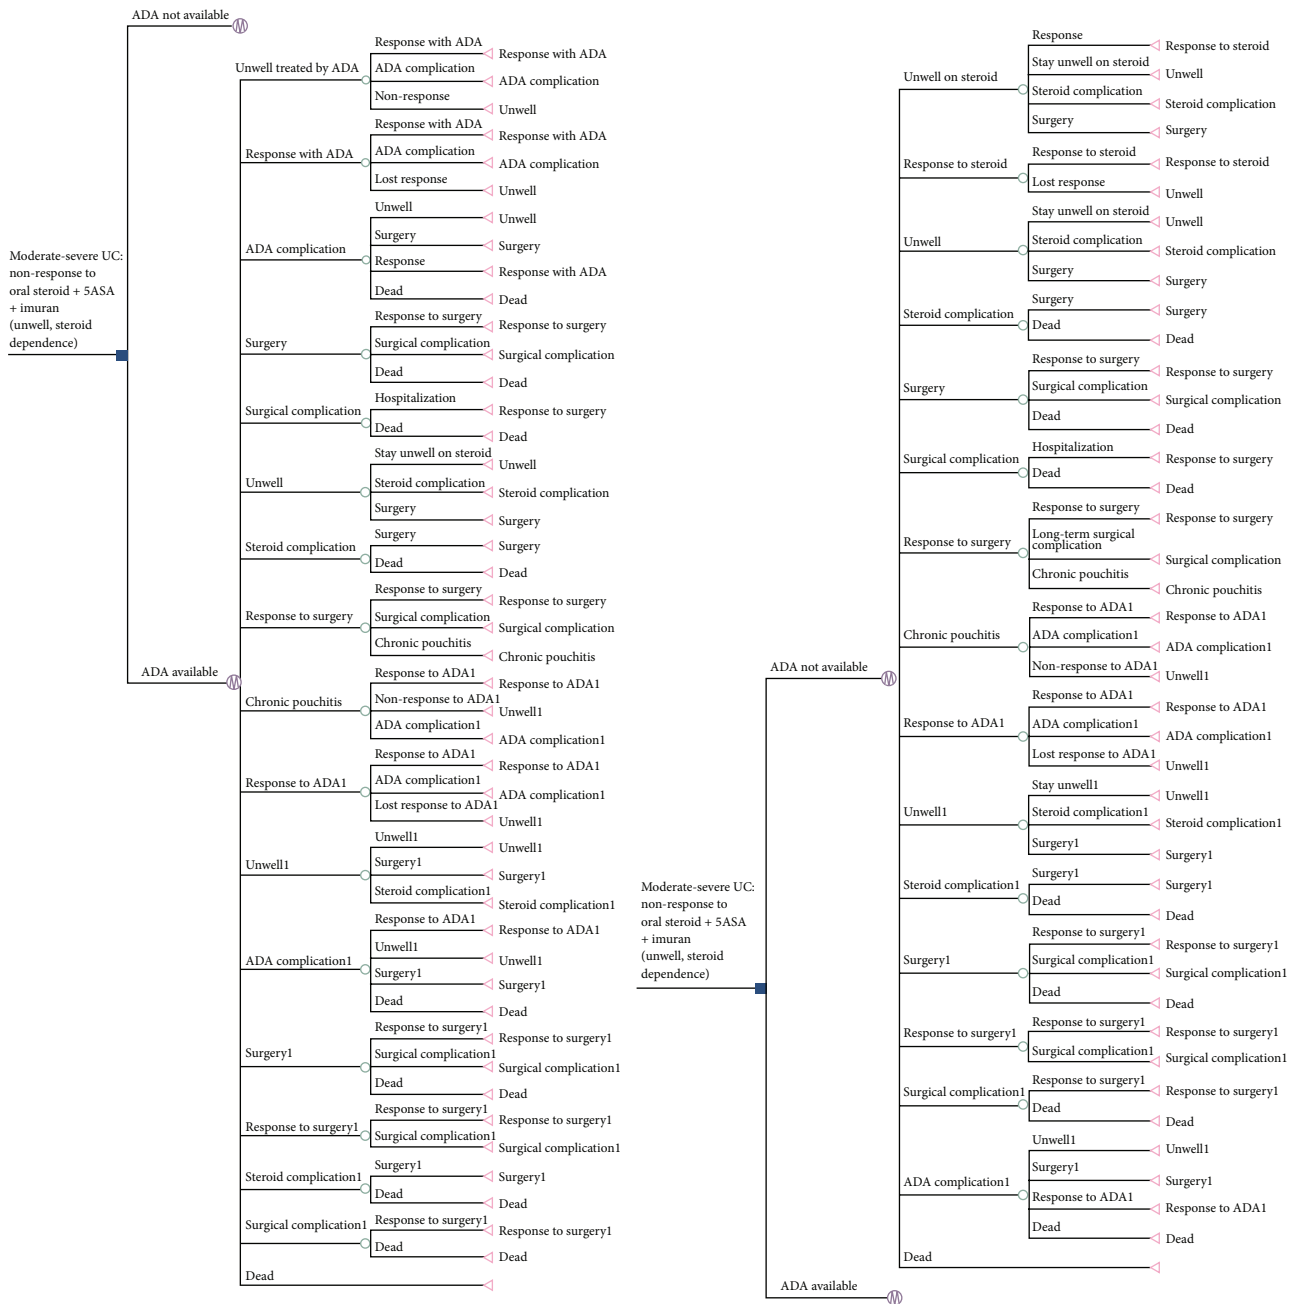 ADA not available
Unwell treated by ADA
Response with ADA
Response with ADA
ADA complication
ADA complication
Non-response
Unwell
Response with ADA
Response with ADA
Response with ADA
ADA complication
ADA complication
Lost response
Unwell
ADA complication
Unwell
Unwell
Surgery
Surgery
Response
Response with ADA
Dead
Dead
Moderate-severe UC:
non-response to
oral steroid + 5ASA
+ imuran
(unwell, steroid
dependence)
Surgery
Response to surgery
Response to surgery
Surgical complication
Surgical complication
Dead
Dead
Surgical complication
Hospitalization
Response to surgery
Dead
Dead
Unwell
Stay unwell on steroid
Unwell
Steroid complication
Steroid complication
Surgery
Surgery
Steroid complication
Surgery
Surgery
Dead
Dead
Response to surgery
Response to surgery
Response to surgery
Surgical complication
Surgical complication
Chronic pouchitis
Chronic pouchitis
ADA available
Chronic pouchitis
Response to ADA1
Response to ADA1
Non-response to ADA1
Unwell1
ADA complication1
ADA complication1
Response to ADA1
Response to ADA1
Response to ADA1
ADA complication1
ADA complication1
Lost response to ADA1
Unwell1
Unwell1
Unwell1
Unwell1
Surgery1
Surgery1
Steroid complication1
Steroid complication1
ADA complication1
Response to ADA1
Response to ADA1
Unwell1
Unwell1
Surgery1
Surgery1
Dead
Dead
Surgery1
Response to surgery1
Response to surgery1
Surgical complication1
Surgical complication1
Dead
Dead
Response to surgery1
Response to surgery1
Response to surgery1
Surgical complication1
Surgical complication1
Steroid complication1
Surgery1
Surgery1
Dead
Dead
Surgical complication1
Response to surgery1
Response to surgery1
Dead
Dead
Dead
Unwell on steroid
Response
Response to steroid
Stay unwell on steroid
Unwell
Steroid complication
Steroid complication
Surgery
Surgery
Response to steroid
Response to steroid
Response to steroid
Lost response
Unwell
Unwell
Stay unwell on steroid
Unwell
Steroid complication
Steroid complication
Surgery
Surgery
Steroid complication
Surgery
Surgery
Dead
Dead
Surgery
Response to surgery
Response to surgery
Surgical complication
Surgical complication
Dead
Dead
Surgical complication
Hospitalization
Response to surgery
Dead
Dead
Response to surgery
Response to surgery
Response to surgery
Long-term surgical
complication
Surgical complication
Chronic pouchitis
Chronic pouchitis
Chronic pouchitis
Response to ADA1
Response to ADA1
ADA complication1
ADA complication1
Non-response to ADA1
Unwell1
ADA not available
Response to ADA1
Response to ADA1
Response to ADA1
ADA complication1
ADA complication1
Lost response to ADA1
Unwell1
Unwell1
Stay unwell1
Unwell1
Steroid complication1
Steroid complication1
Surgery1
Surgery1
Moderate-severe UC:
non-response to
oral steroid + 5ASA
+ imuran
(unwell, steroid
dependence)
Steroid complication1
Surgery1
Surgery1
Dead
Dead
Surgery1
Response to surgery1
Response to surgery1
Surgical complication1
Surgical complication1
Dead
Dead
Response to surgery1
Response to surgery1
Response to surgery1
Surgical complication1
Surgical complication1
Surgical complication1
Response to surgery1
Response to surgery1
Dead
Dead
ADA complication1
Unwell1
Unwell1
Surgery1
Surgery1
Response to ADA1
Response to ADA1
Dead
Dead
Dead
ADA available